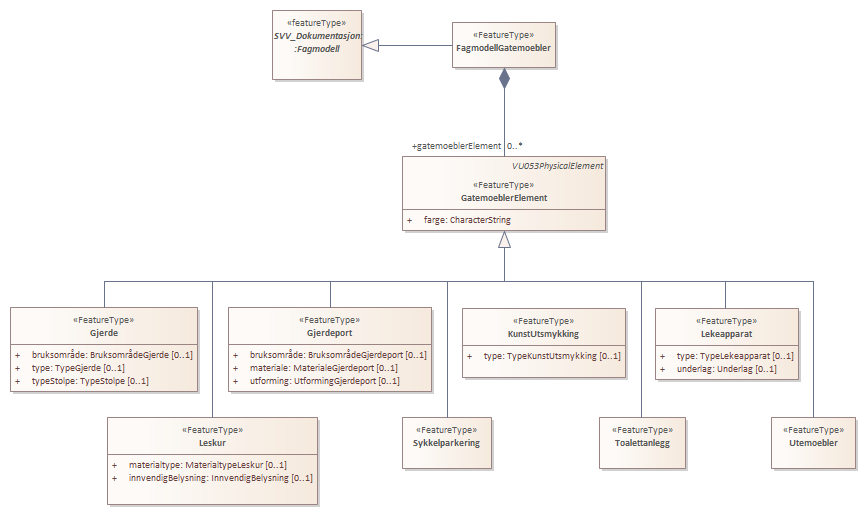 «featureType»
SVV_Dokumentasjon:
:Fagmodell
«FeatureType»
FagmodellGatemoebler
+gatemoeblerElement 0..*
VU053PhysicalElement
«FeatureType»
GatemoeblerElement
+ farge: CharacterString
«FeatureType»
Gjerde
+ bruksområde: BruksområdeGjerde [0..1]
+ type: TypeGjerde [0..1]
+ typeStolpe: TypeStolpe [0..1]
«FeatureType»
Gjerdeport
+ bruksområde: BruksområdeGjerdeport [0..1]
+ materiale: MaterialeGjerdeport [0..1]
+ utforming: UtformingGjerdeport [0..1]
«FeatureType»
KunstUtsmykking
+ type: TypeKunstUtsmykking [0..1]
«FeatureType»
Lekeapparat
+ type: TypeLekeapparat [0..1]
+ underlag: Underlag [0..1]
«FeatureType»
Leskur
+ materialtype: MaterialtypeLeskur [0..1]
+ innvendigBelysning: InnvendigBelysning [0..1]
«FeatureType»
Sykkelparkering
«FeatureType»
Toalettanlegg
«FeatureType»
Utemoebler